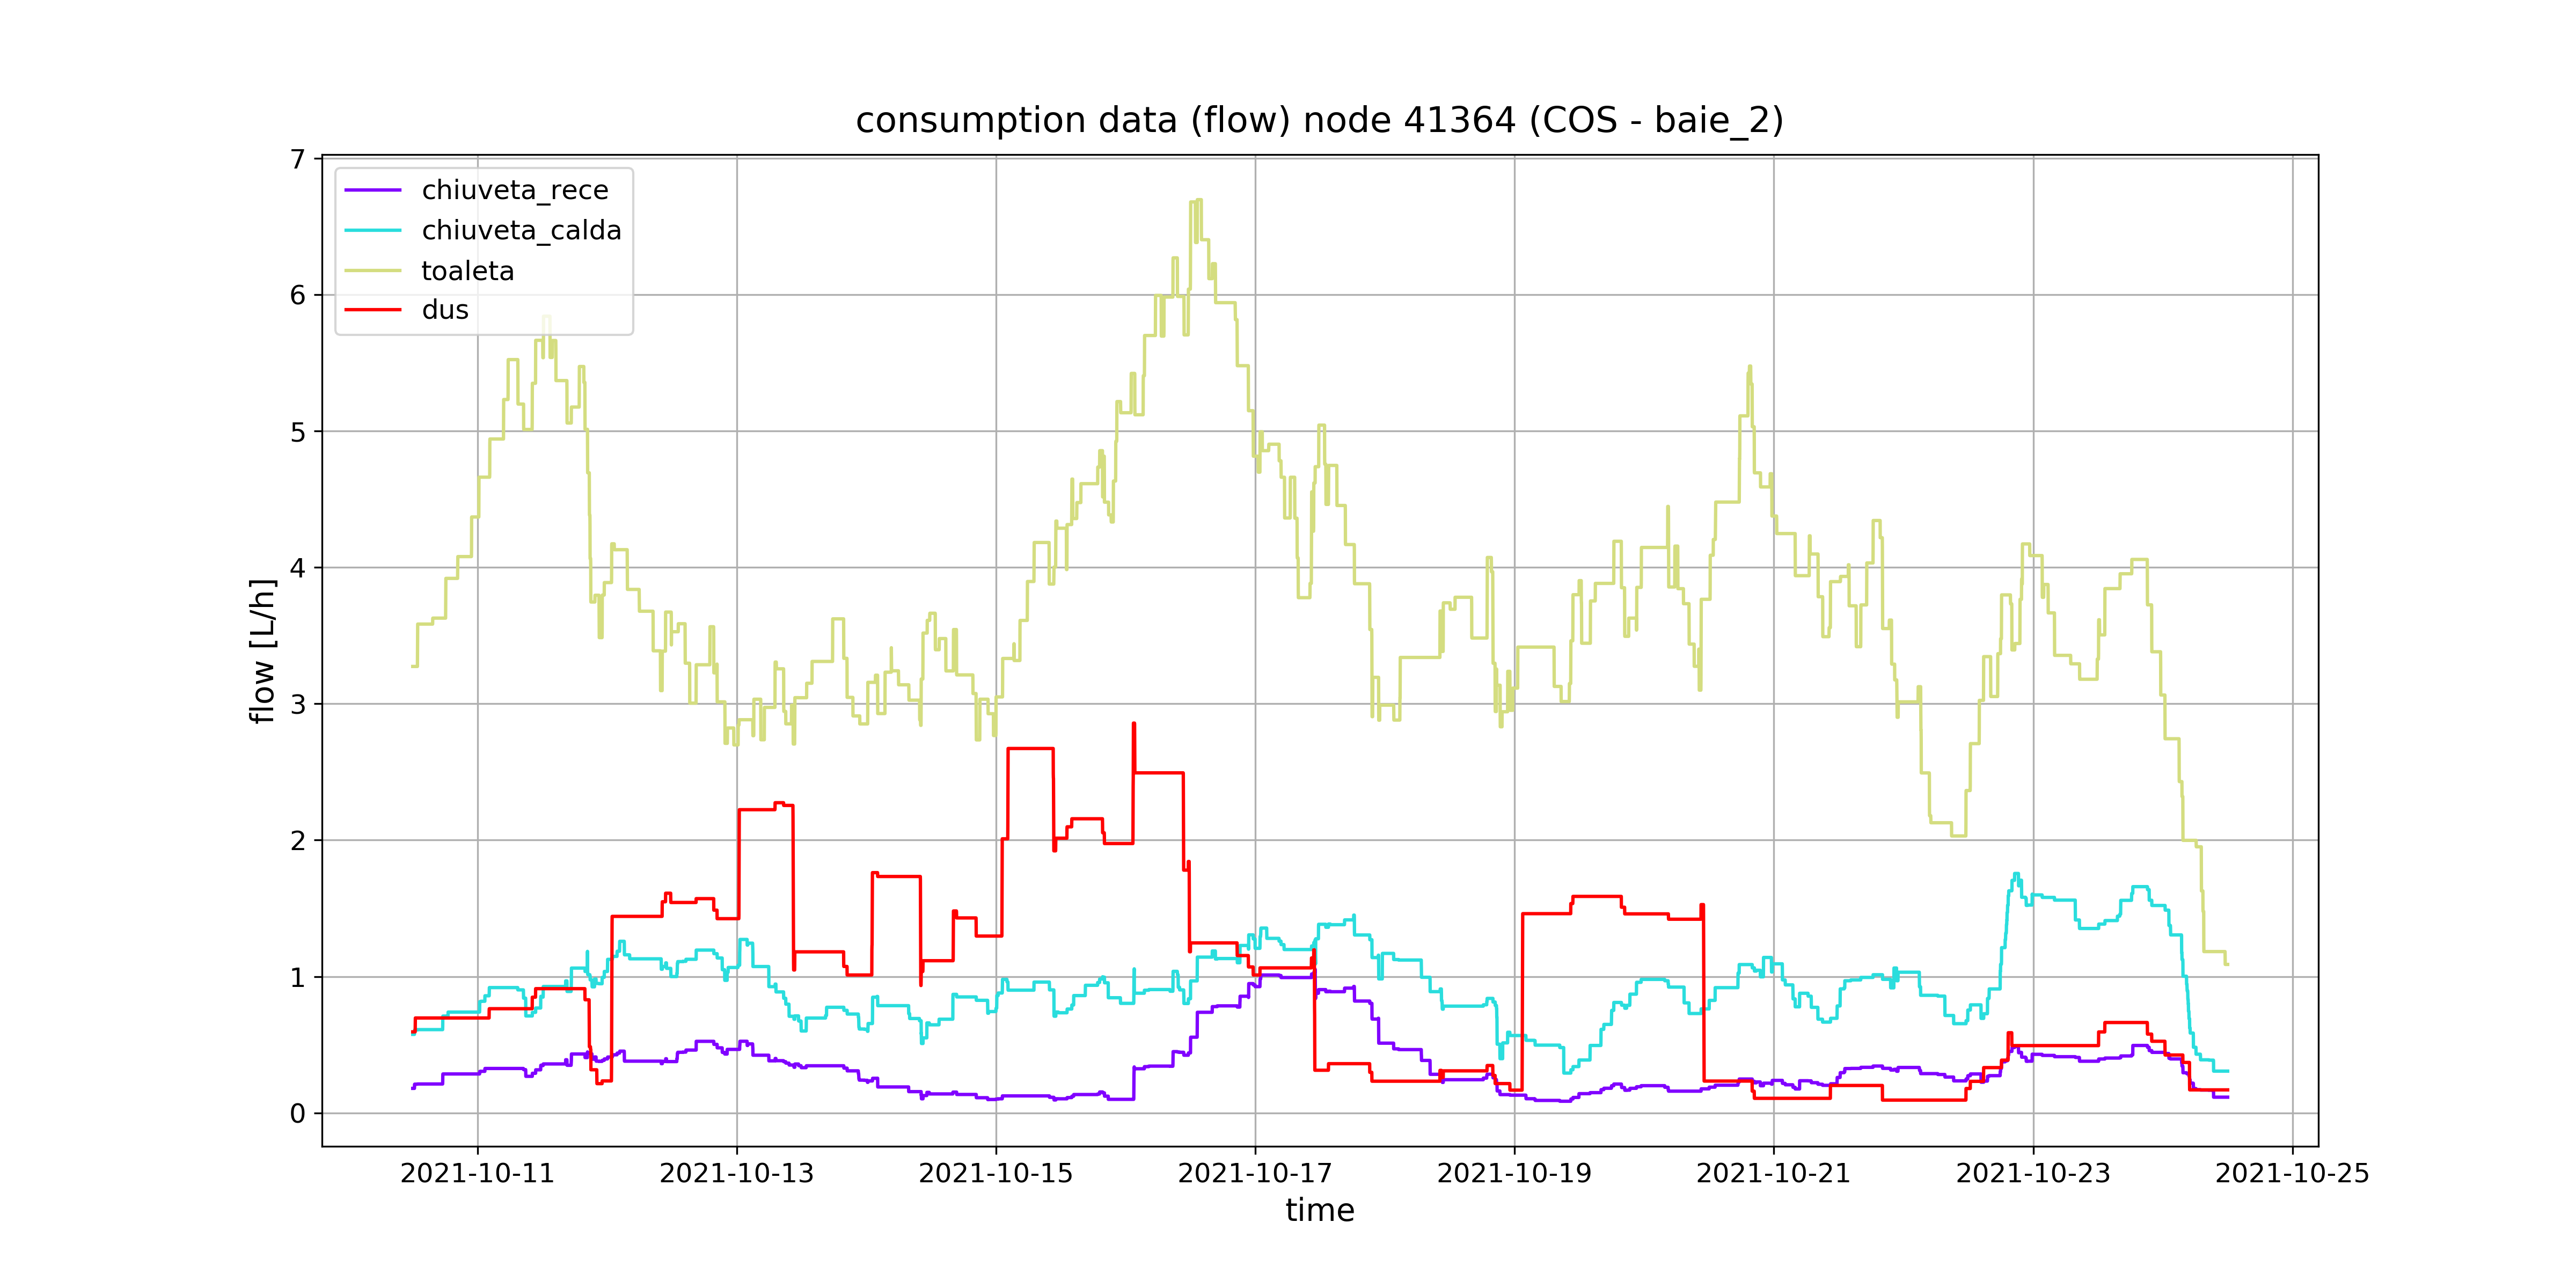 consumption data (flow) node 41364 (COS - baie_2)
chiuveta_rece
chiuveta_calda
toaleta
dus
flow [L/h]
7
6
5
4
3
2
1
0
2021-10-11 2021-10-13 2021-10-15 2021-10-17 2021-10-19 2021-10-21 2021-10-23 2021-10-25
time